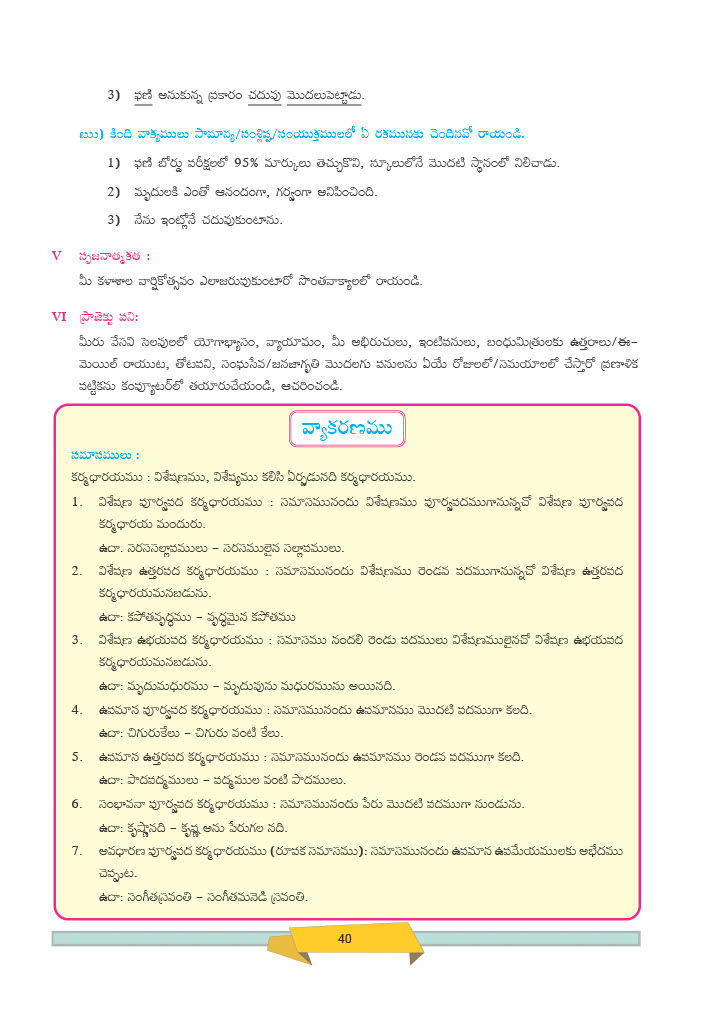 3) ఫణి అనుకున్న ప్రకారం చదువు మొదలుపెట్టాడు.
ఋ) కింది వాక్యములు సామాన్య/సంశ్లిష్ట/సంయుక్తములలో ఏ రకమునకు చెందినవో రాయండి.
1) ఫణి బోర్డు పరీక్షలలో 95% మార్కులు తెచ్చుకొని, స్కూలులోనే మొదటి స్థానంలో నిలిచాడు.
2) మృదులకి ఎంతో ఆనందంగా, గర్వంగా అనిపించింది.
3) నేను ఇంట్లోనే చదువుకుంటాను.
V సృజనాత్మకత :
మీ కళాశాల వార్షికోత్సవం ఎలాజరుపుకుంటారో సొంతవాక్యాలలో రాయండి.
VI ప్రాజెక్టు పని:
మీరు వేసవి సెలవులలో యోగాభ్యాసం, వ్యాయామం, మీ అభిరుచులు, ఇంటిపనులు, బంధుమిత్రులకు ఉత్తరాలు/ఈ-
మెయిల్ రాయుట, తోటపని, సంఘసేవ/జనజాగృతి మొదలగు పనులను ఏయే రోజులలో/సమయాలలో చేస్తారో ప్రణాళిక
పట్టికను కంప్యూటర్‌లో తయారుచేయండి, ఆచరించండి.
వ్యాకరణము
సమాసములు :
కర్మధారయము : విశేషణము, విశేష్యము కలిసి ఏర్పడునది కర్మధారయము.
1. విశేషణ పూర్వపద కర్మధారయము : సమాసమునందు విశేషణము పూర్వపదముగానున్నచో విశేషణ పూర్వపద
కర్మధారయ మందురు.
ఉదా. సరససల్లాపములు – సరసములైన సల్లాపములు.
2. విశేషణ ఉత్తరపద కర్మధారయము : సమాసమునందు విశేషణము రెండవ పదముగానున్నచో విశేషణ ఉత్తరపద
కర్మధారయమనబడును.
ఉదా: కపోతవృద్ధము – వృద్ధమైన కపోతము
3. విశేషణ ఉభయపద కర్మధారయము : సమాసము నందలి రెండు పదములు విశేషణములైనచో విశేషణ ఉభయపద
కర్మధారయమనబడును.
ఉదా: మృదుమధురము – మృదువును మధురమును అయినది.
4. ఉపమాన పూర్వపద కర్మధారయము : సమాసమునందు ఉపమానము మొదటి పదముగా కలది.
ఉదా: చిగురుకేలు – చిగురు వంటి కేలు.
5. ఉపమాన ఉత్తరపద కర్మధారయము : సమాసమునందు ఉపమానము రెండవ పదముగా కలది.
ఉదా: పాదపద్మములు – పద్మముల వంటి పాదములు.
6. సంభావనా పూర్వపద కర్మధారయము : సమాసమునందు పేరు మొదటి పదముగా నుండును.
ఉదా: కృష్ణానది – కృష్ణ అను పేరుగల నది.
7. అవధారణ పూర్వపద కర్మధారయము (రూపక సమాసము): సమాసమునందు ఉపమాన ఉపమేయములకు అభేదము
చెప్పుట.
ఉదా: సంగీతస్రవంతి – సంగీతమనెడి స్రవంతి.
40